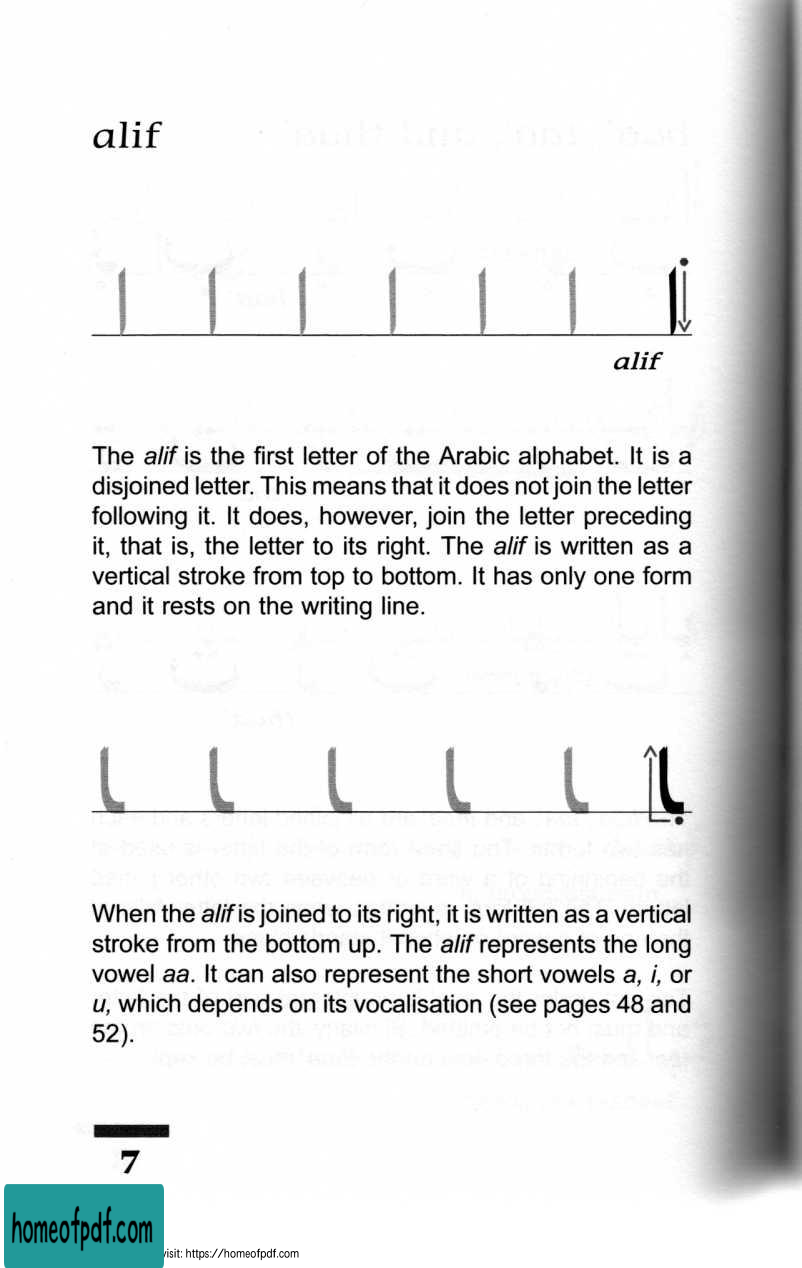 alif
alif
The alif is the first letter of the Arabic alphabet. It is a
disjoined letter. This means that it does not join the letter
following it. It does, however, join the letter preceding
it, that is, the letter to its right. The alif is written as a
vertical stroke from top to bottom. It has only one form
and it rests on the writing line.
When the alif is joined to its right, it is written as a vertical
stroke from the bottom up. The alif represents the long
vowel aa. It can also represent the short vowels a, i, or
u, which depends on its vocalisation (see pages 48 and
52).
7
homeofpdf.com
visit: https://homeofpdf.com